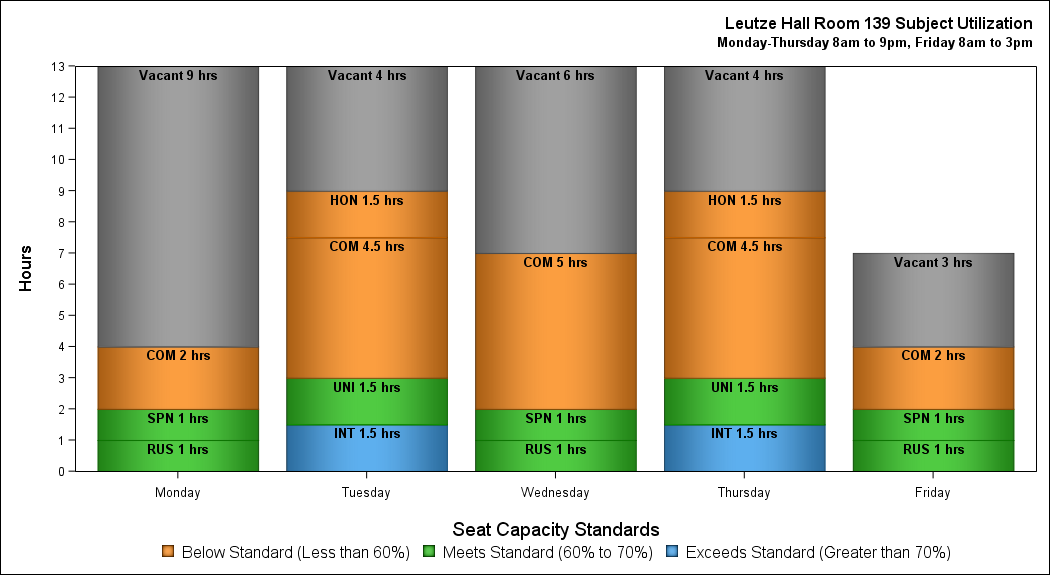 Leutze Hall Room 139 Subject Utilization
Monday-Thursday 8am to 9pm, Friday 8am to 3pm
Hours
13
12
11
10
9
8
7
6
5
4
3
2
1
0
Vacant 9 hrs
COM 2 hrs
SPN 1 hrs
RUS 1 hrs
Vacant 4 hrs
HON 1.5 hrs
COM 4.5 hrs
UNI 1.5 hrs
INT 1.5 hrs
Vacant 6 hrs
COM 5 hrs
SPN 1 hrs
RUS 1 hrs
Vacant 4 hrs
HON 1.5 hrs
COM 4.5 hrs
UNI 1.5 hrs
INT 1.5 hrs
Vacant 3 hrs
COM 2 hrs
SPN 1 hrs
RUS 1 hrs
Monday Tuesday Wednesday Thursday Friday
Seat Capacity Standards
Below Standard (Less than 60%) Meets Standard (60% to 70%) Exceeds Standard (Greater than 70%)